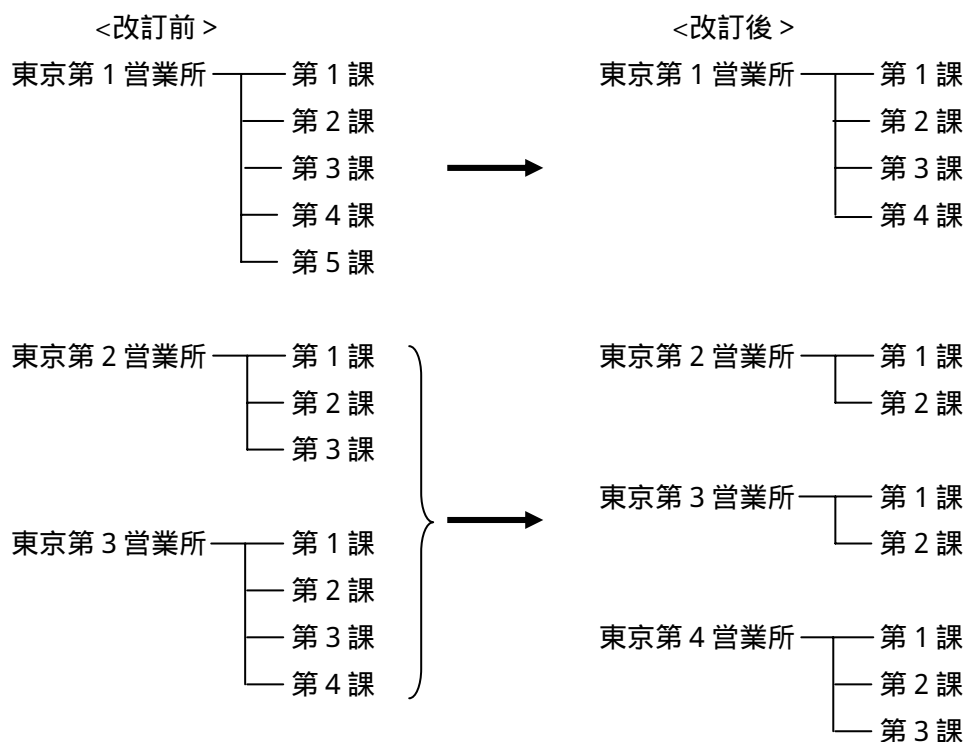 <改訂前>
<改訂後>
東京第1営業所 第1課
第2課
第3課
第4課
第5課
東京第1営業所 第1課
第2課
第3課
第4課
東京第2営業所 第1課
第2課
第3課
東京第3営業所 第1課
第2課
第3課
第4課
東京第2営業所 第1課
第2課
東京第3営業所 第1課
第2課
東京第4営業所 第1課
第2課
第3課